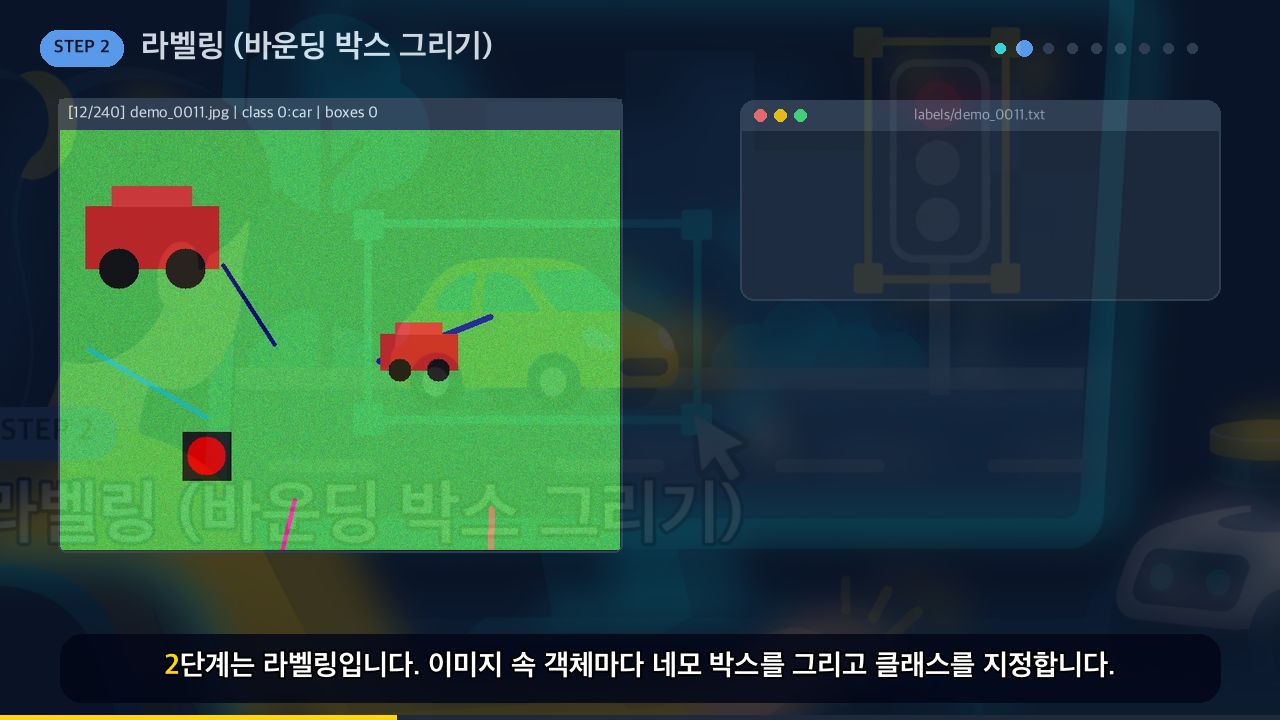 STEP 2
라벨링 (바운딩 박스 그리기)
[12/240] demo_0011.jpg | class 0:car | boxes 0
labels/demo_0011.txt
STEP 2
라벨링 (바운딩 박스 그리기)
2단계는 라벨링입니다. 이미지 속 객체마다 네모 박스를 그리고 클래스를 지정합니다.